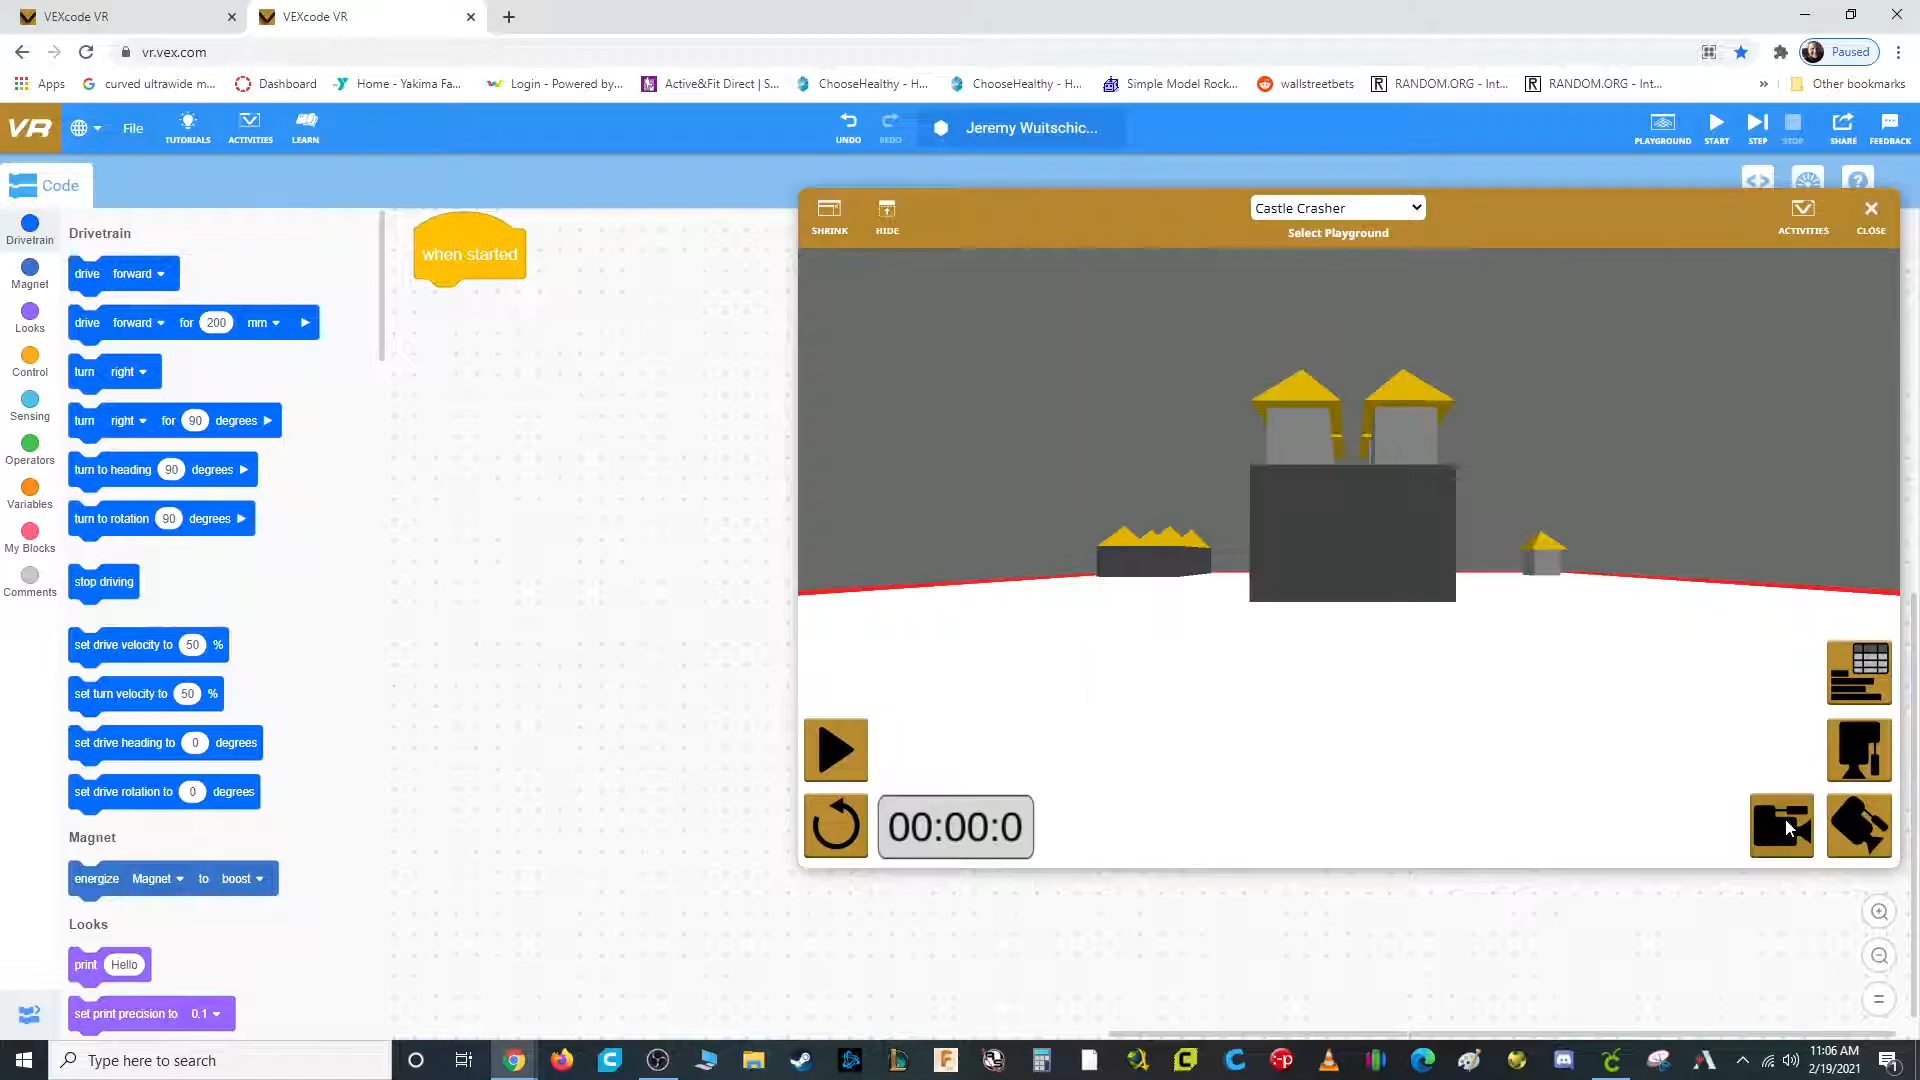 VEXcode VR
VEXcode VR
vr.vex.com
Paused
Apps
curved ultrawide m...
Dashboard
Home - Yakima Fa...
Login - Powered by...
Active&Fit Direct | S...
ChooseHealthy - H...
ChooseHealthy - H...
Simple Model Rock...
wallstreetbets
RANDOM.ORG - Int...
RANDOM.ORG - Int...
»
Other bookmarks
VR
File
TUTORIALS
ACTIVITIES
LEARN
UNDO
REDO
Jeremy Wuitschic...
PLAYGROUND
START
STEP
STOP
SHARE
FEEDBACK
Code
SHRINK
HIDE
Castle Crasher
Select Playground
ACTIVITIES
CLOSE
Drivetrain
Magnet
Looks
Control
Sensing
Operators
Variables
My Blocks
Comments
Drivetrain
drive forward
drive forward for 200 mm
turn right
turn right for 90 degrees
turn to heading 90 degrees
turn to rotation 90 degrees
stop driving
set drive velocity to 50 %
set turn velocity to 50 %
set drive heading to 0 degrees
set drive rotation to 0 degrees
Magnet
energize Magnet to boost
Looks
print Hello
set print precision to 0.1
when started
00:00:0
Type here to search
11:06 AM
2/19/2021
1